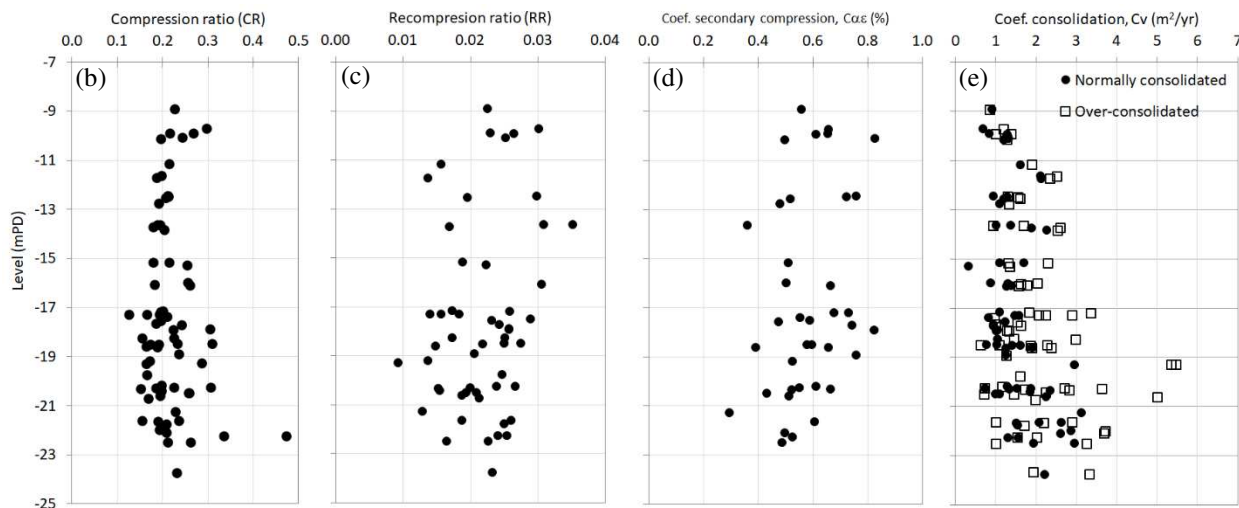 Compression ratio (CR)
0.0 0.1 0.2 0.3 0.4 0.5
Recompresion ratio (RR)
0.00 0.01 0.02 0.03 0.04
Coef. secondary compression, Cαε (%)
0.0 0.2 0.4 0.6 0.8 1.0
Coef. consolidation, Cv (m²/yr)
0 1 2 3 4 5 6 7
Level (mPD)
-7
-9
-11
-13
-15
-17
-19
-21
-23
-25
(b)
(c)
(d)
(e)
Normally consolidated
Over-consolidated